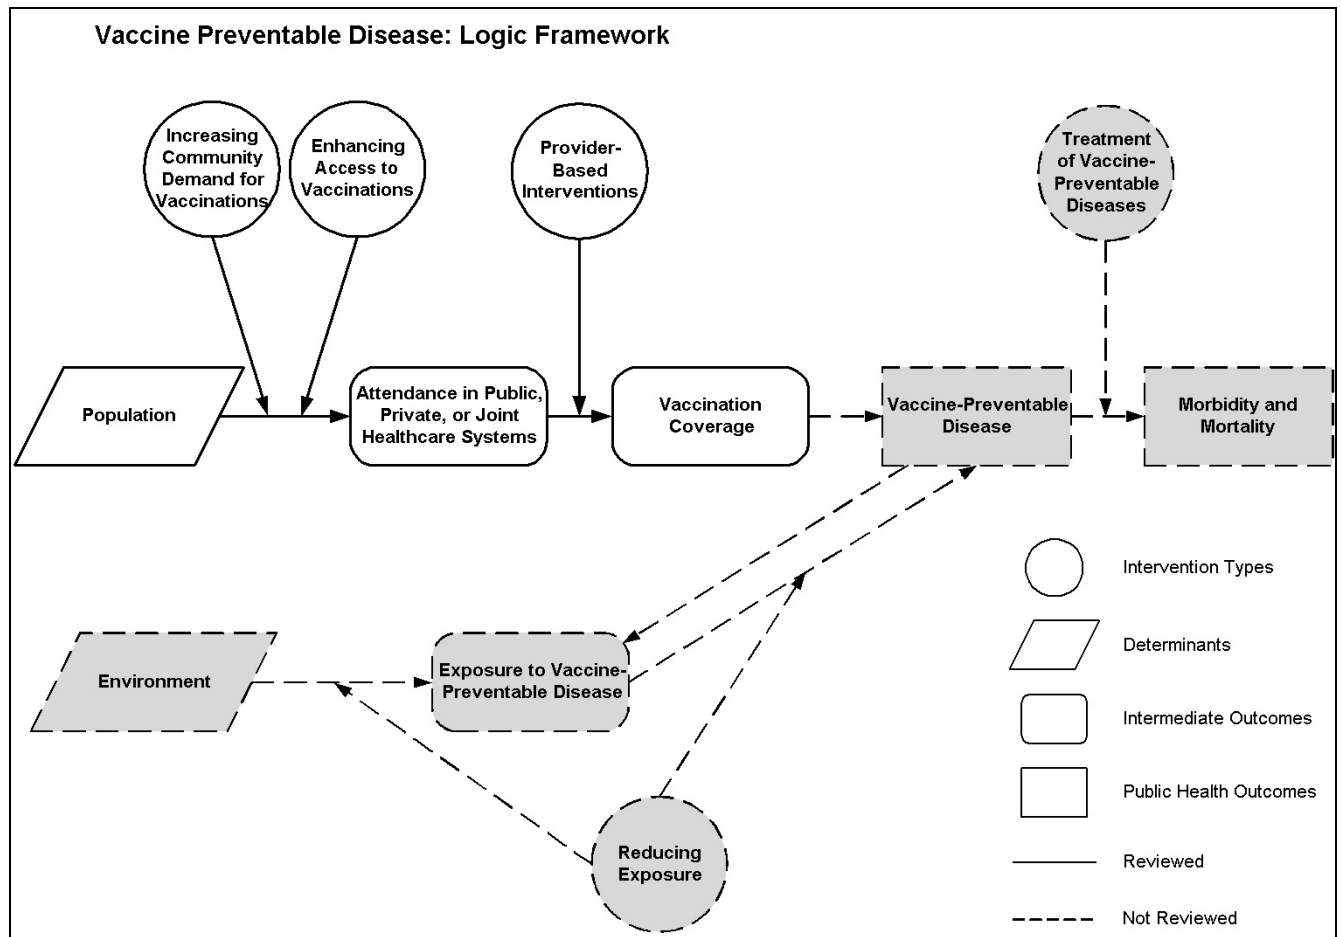 Vaccine Preventable Disease: Logic Framework
Increasing
Community
Demand for
Vaccinations
Enhancing
Access to
Vaccinations
Provider-
Based
Interventions
Treatment
of Vaccine-
Preventable
Diseases
Population
Attendance in Public,
Private, or Joint
Healthcare Systems
Vaccination
Coverage
Vaccine-Preventable
Disease
Morbidity and
Mortality
Environment
Exposure to Vaccine-
Preventable Disease
Reducing
Exposure
Intervention Types
Determinants
Intermediate Outcomes
Public Health Outcomes
Reviewed
Not Reviewed